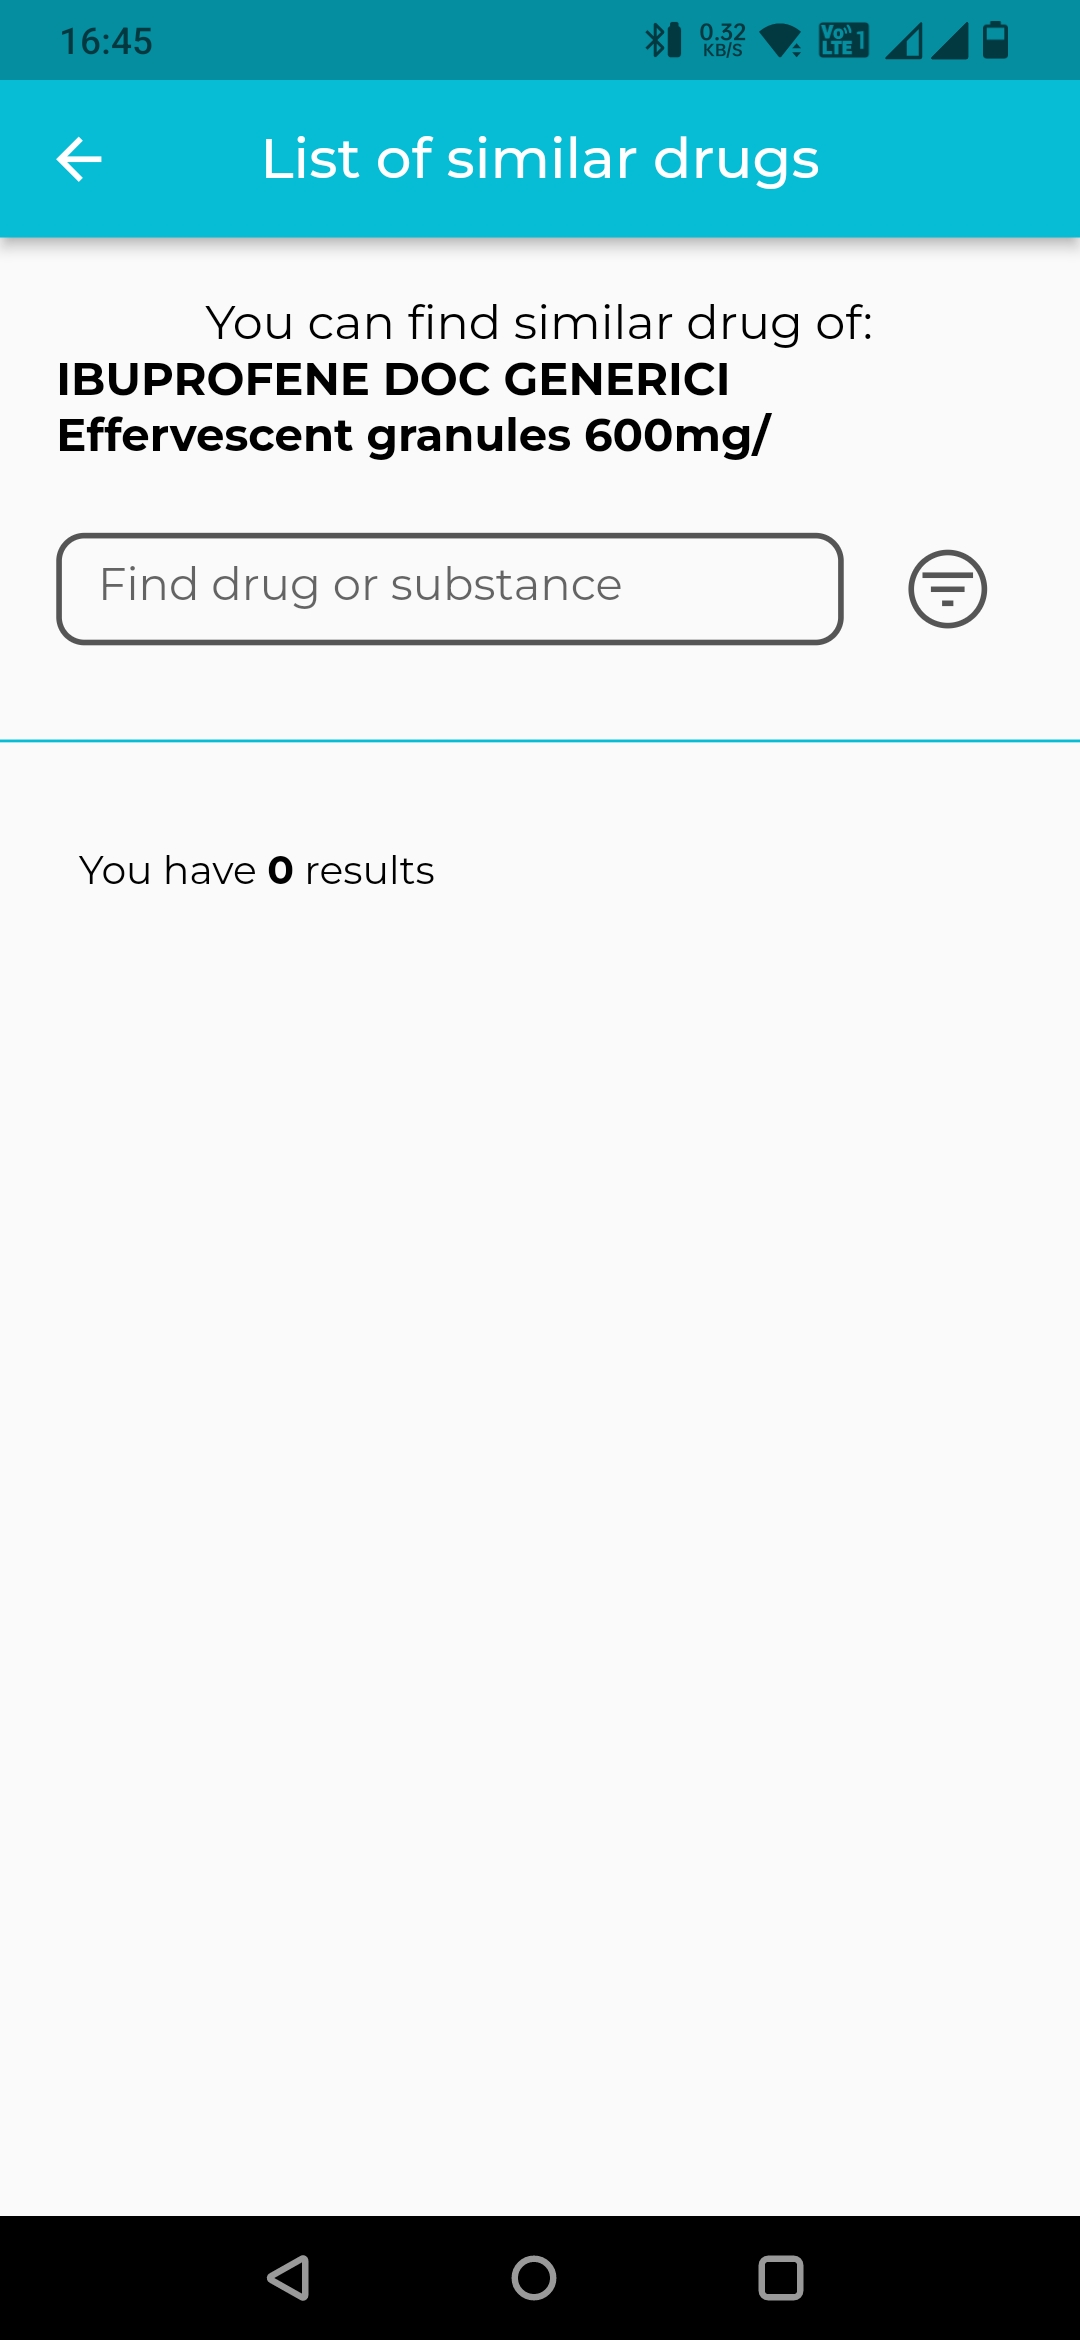 16:45
0.32
KB/S
Vo)) 1
LTE
List of similar drugs
You can find similar drug of:
IBUPROFENE DOC GENERICI
Effervescent granules 600mg/
Find drug or substance
You have 0 results